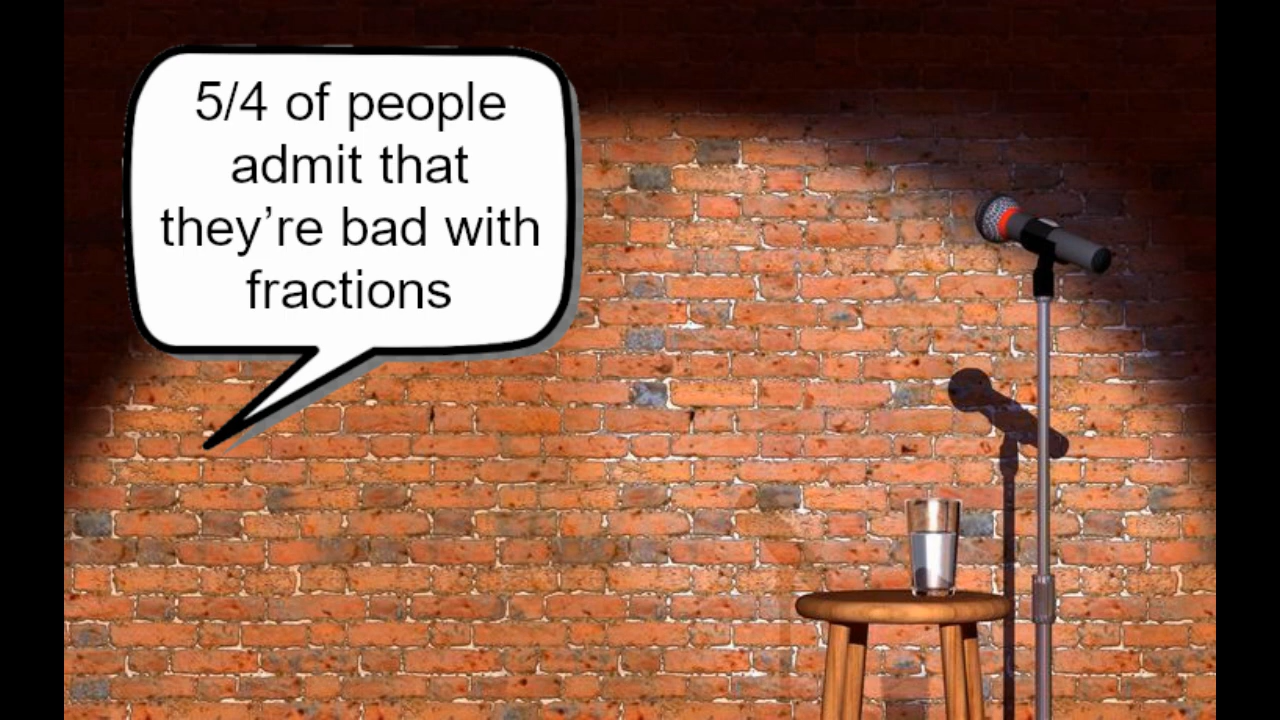 5/4 of people
admit that
they’re bad with
fractions